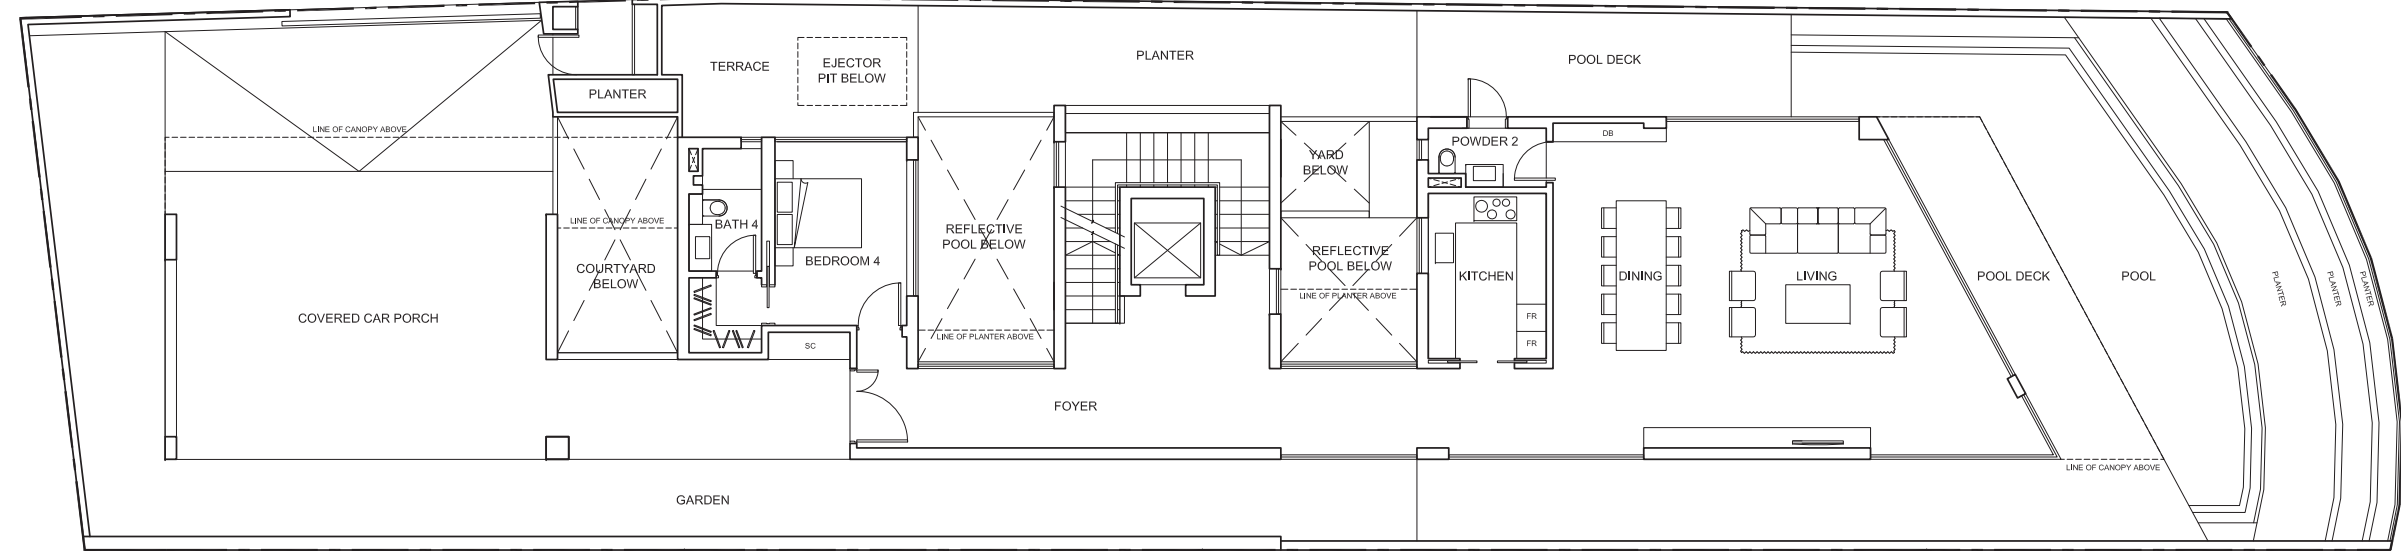 PLANTER
TERRACE
EJECTOR
PIT BELOW
PLANTER
POOL DECK
LINE OF CANOPY ABOVE
DB
POWDER 2
YARD
BELOW
LINE OF CANOPY ABOVE
BATH 4
REFLECTIVE
POOL BELOW
BEDROOM 4
COURTYARD
BELOW
REFLECTIVE
POOL BELOW
KITCHEN
DINING
LIVING
POOL DECK
POOL
PLANTER
PLANTER
PLANTER
LINE OF PLANTER ABOVE
COVERED CAR PORCH
FR
LINE OF PLANTER ABOVE
SC
FR
FOYER
LINE OF CANOPY ABOVE
GARDEN